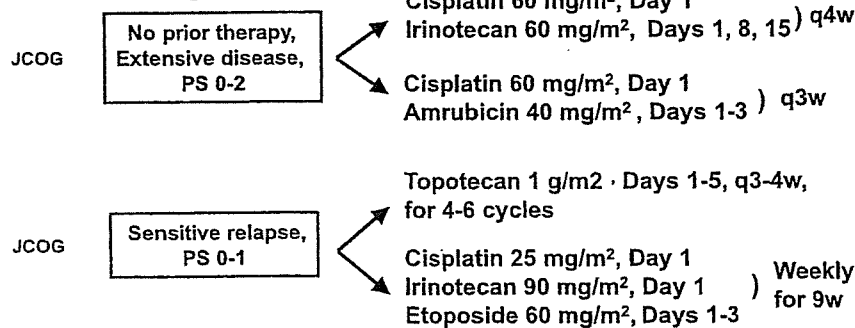 Cisplatin 60 mg/m², Day 1
Irinotecan 60 mg/m², Days 1, 8, 15 ) q4w
JCOG
No prior therapy,
Extensive disease,
PS 0-2
Cisplatin 60 mg/m², Day 1
Amrubicin 40 mg/m² , Days 1-3 ) q3w
Topotecan 1 g/m2 · Days 1-5, q3-4w,
for 4-6 cycles
JCOG
Sensitive relapse,
PS 0-1
Cisplatin 25 mg/m², Day 1
Irinotecan 90 mg/m², Day 1
Etoposide 60 mg/m², Days 1-3
) Weekly
for 9w